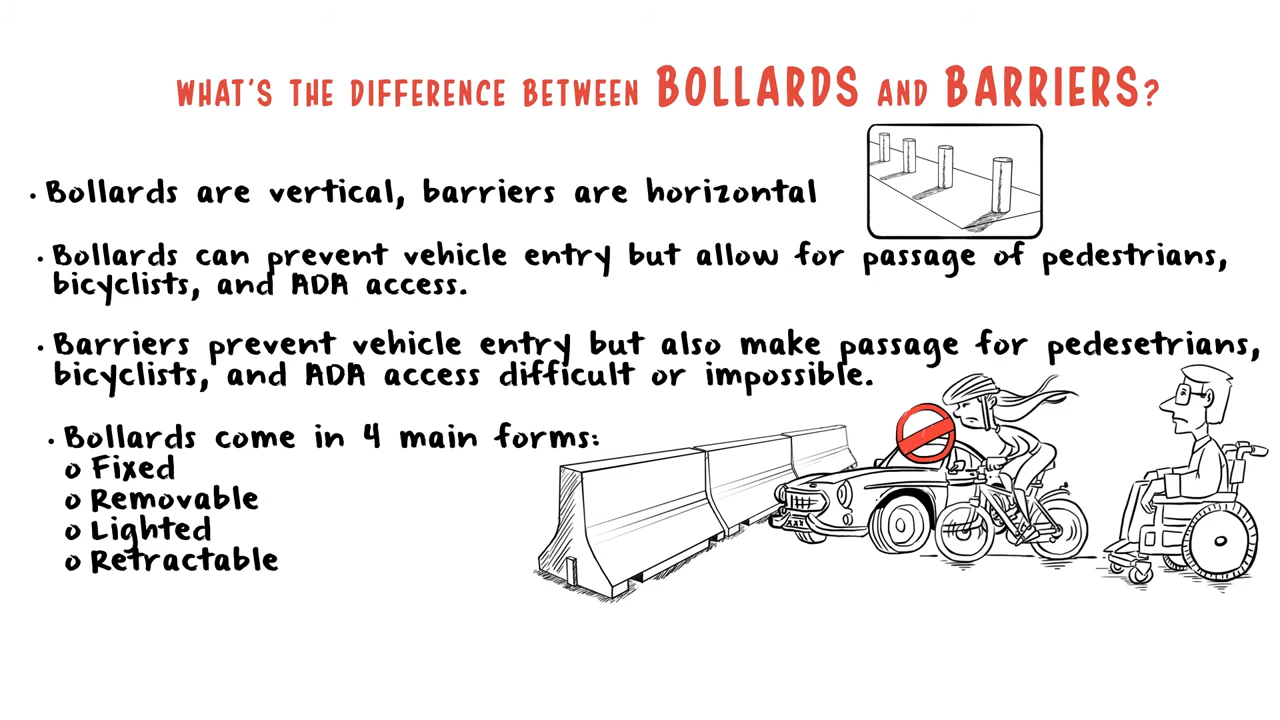 WHAT'S THE DIFFERENCE BETWEEN BOLLARDS AND BARRIERS?
• Bollards are vertical, barriers are horizontal
• Bollards can prevent vehicle entry but allow for passage of pedestrians,
bicyclists, and ADA access.
• Barriers prevent vehicle entry but also make passage for pedesetrians,
bicyclists, and ADA access difficult or impossible.
• Bollards come in 4 main forms:
o Fixed
o Removable
o Lighted
o Retractable